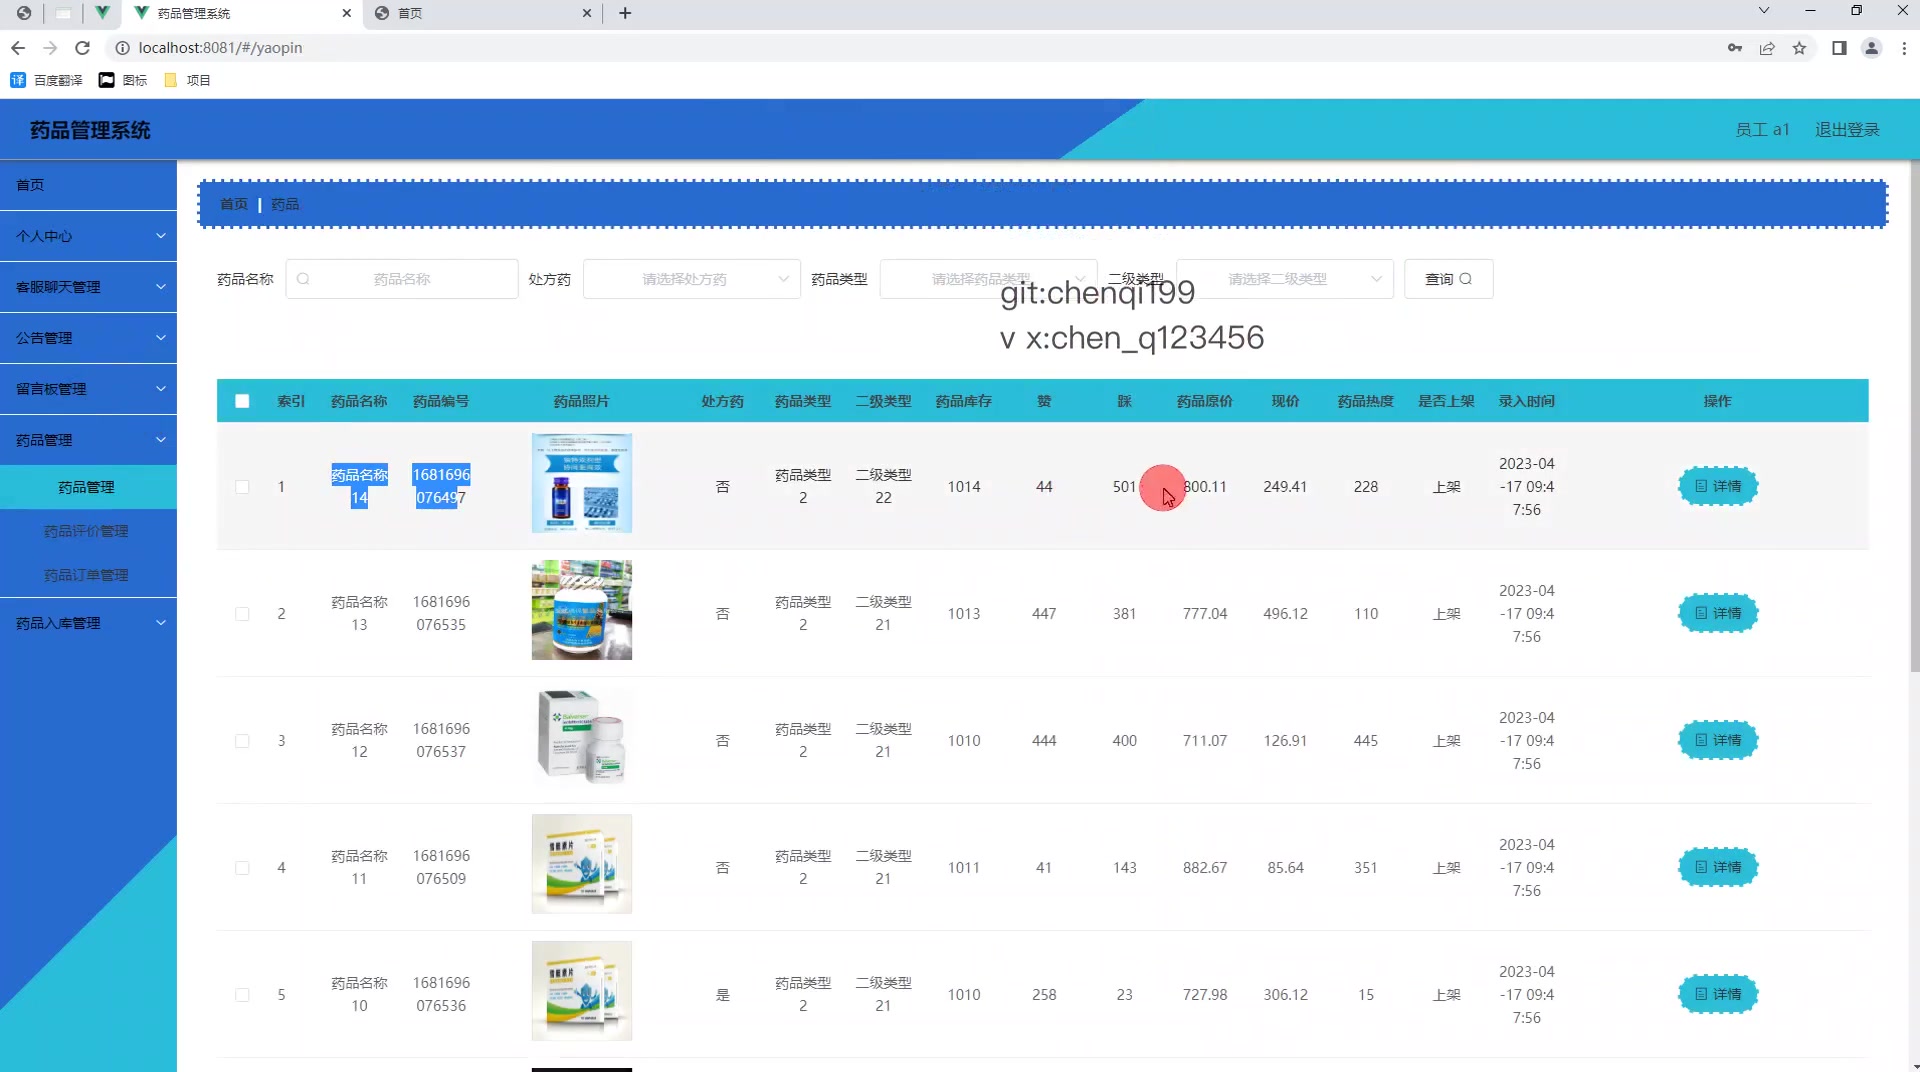 药品管理系统
首页
localhost:8081/#/yaopin
译 百度翻译
图标
项目
药品管理系统
员工 a1
退出登录
首页
个人中心
客服聊天管理
公告管理
留言板管理
药品管理
药品管理
药品评价管理
药品订单管理
药品入库管理
首页 | 药品
药品名称 药品名称 处方药 请选择处方药 药品类型 请选择药品类型 二级类型 请选择二级类型 查询
git:chenqi199
v x:chen_q123456
索引 药品名称 药品编号 药品照片 处方药 药品类型 二级类型 药品库存 赞 踩 药品原价 现价 药品热度 是否上架 录入时间 操作
1 药品名称14 1681696076497 否 药品类型2 二级类型22 1014 44 501 800.11 249.41 228 上架 2023-04-17 09:47:56 详情
2 药品名称13 1681696076535 否 药品类型2 二级类型21 1013 447 381 777.04 496.12 110 上架 2023-04-17 09:47:56 详情
3 药品名称12 1681696076537 否 药品类型2 二级类型21 1010 444 400 711.07 126.91 445 上架 2023-04-17 09:47:56 详情
4 药品名称11 1681696076509 否 药品类型2 二级类型21 1011 41 143 882.67 85.64 351 上架 2023-04-17 09:47:56 详情
5 药品名称10 1681696076536 是 药品类型2 二级类型21 1010 258 23 727.98 306.12 15 上架 2023-04-17 09:47:56 详情